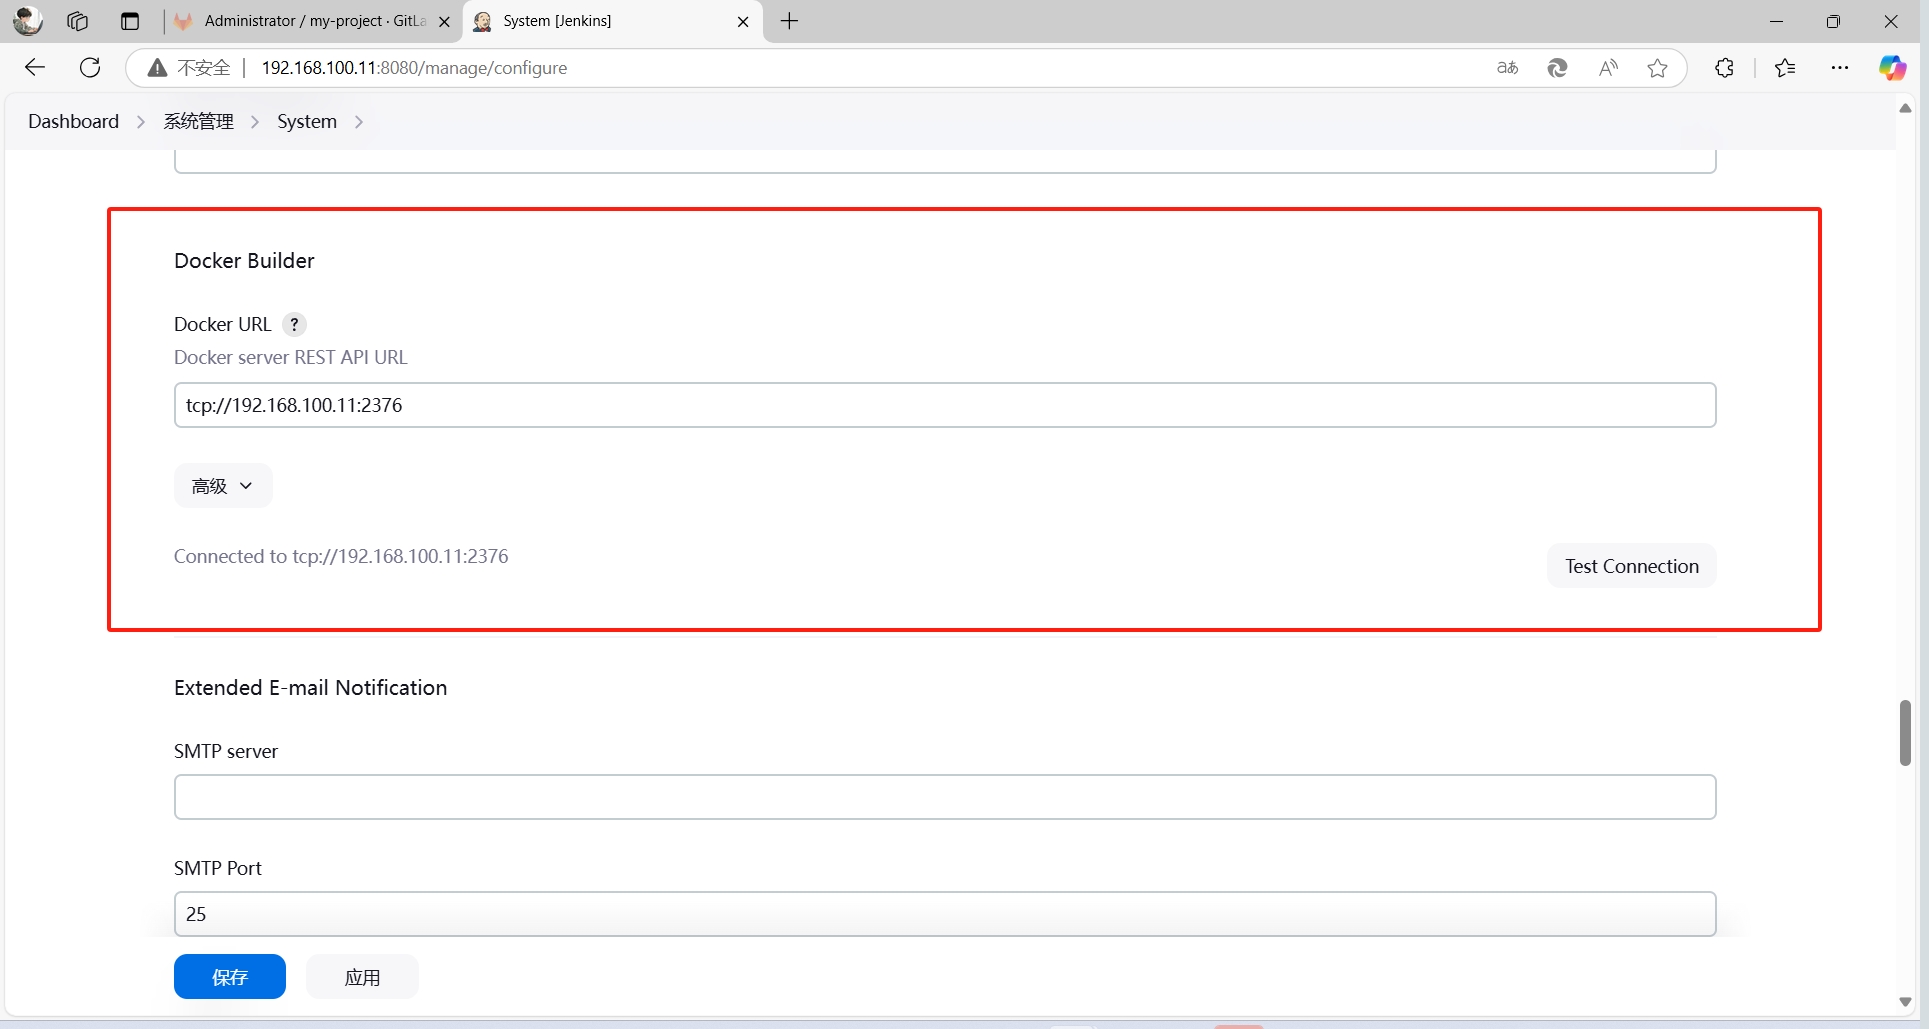 Administrator / my-project · GitLa
System [Jenkins]
不安全 192.168.100.11:8080/manage/configure
Dashboard > 系统管理 > System >
Docker Builder
Docker URL ?
Docker server REST API URL
tcp://192.168.100.11:2376
高级
Connected to tcp://192.168.100.11:2376
Test Connection
Extended E-mail Notification
SMTP server
SMTP Port
25
保存 应用